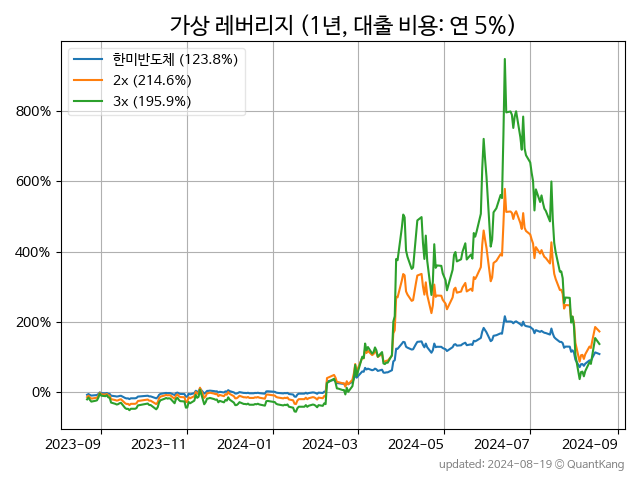 가상 레버리지 (1년, 대출 비용: 연 5%)
한미반도체 (123.8%)
2x (214.6%)
3x (195.9%)
800%
600%
400%
200%
0%
2023-09 2023-11 2024-01 2024-03 2024-05 2024-07 2024-09
updated: 2024-08-19 © QuantKang